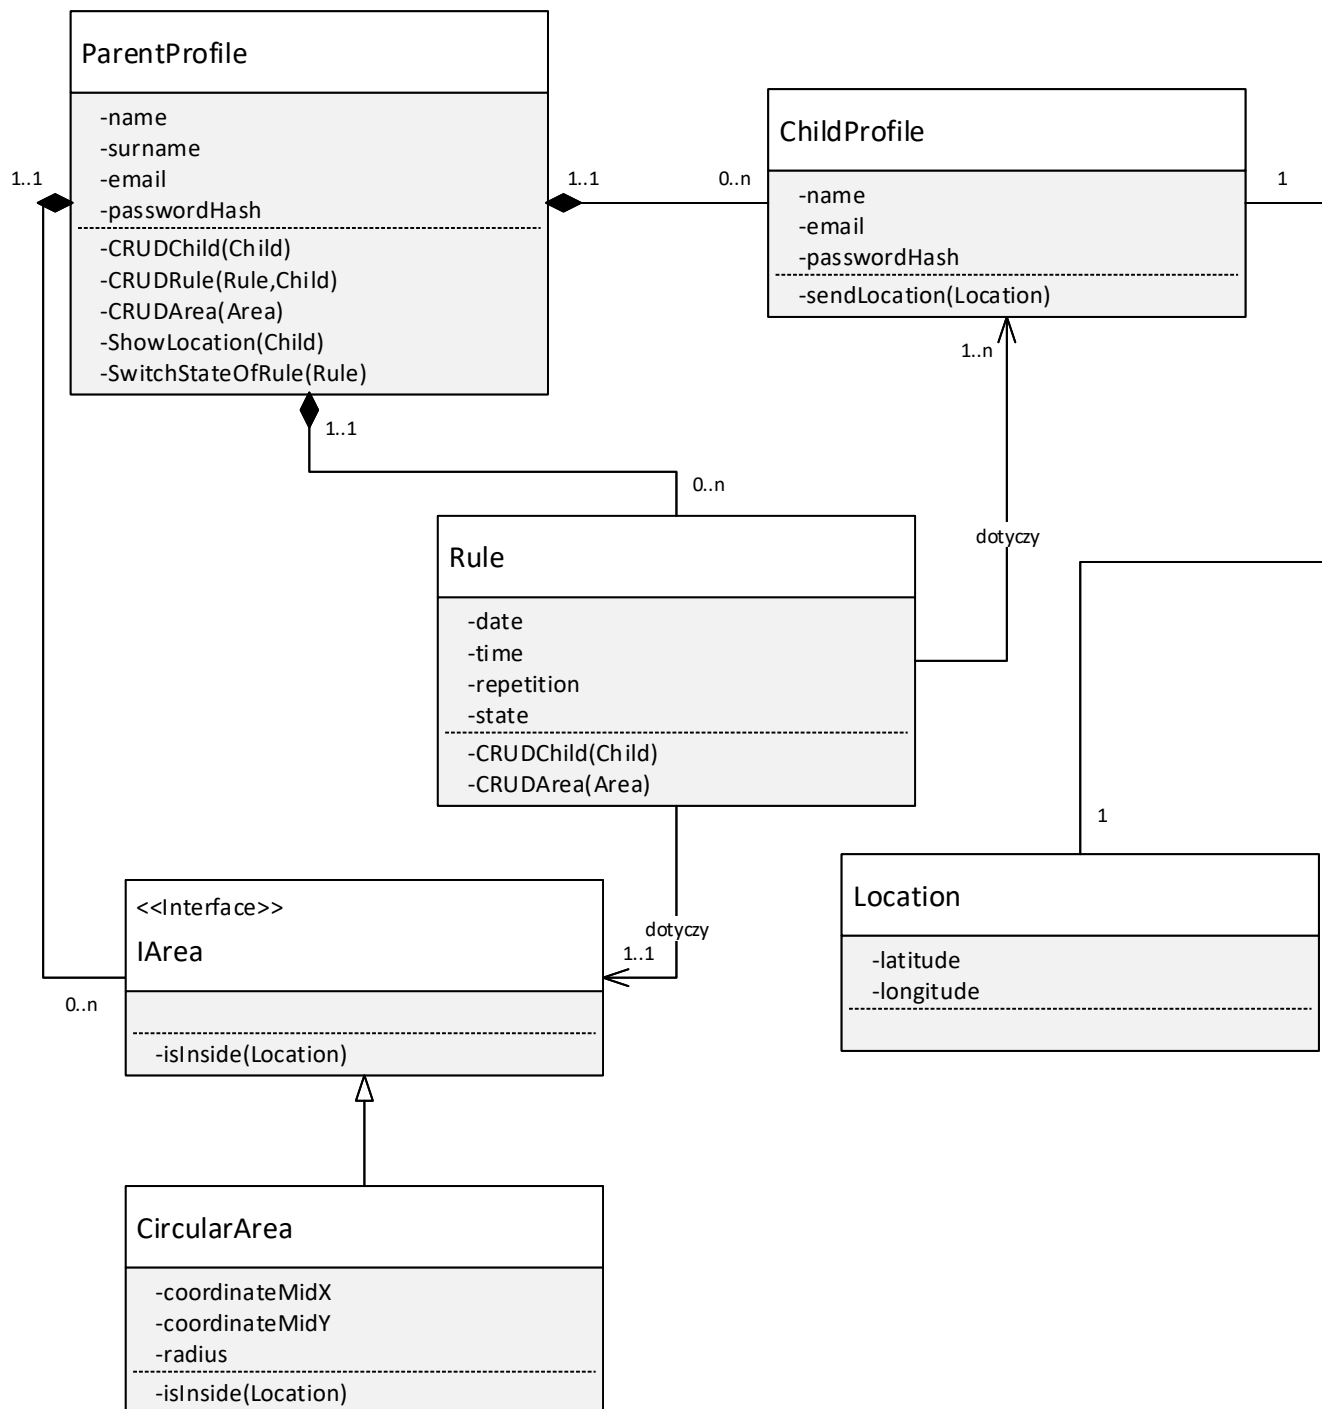 ParentProfile
-name
-surname
-email
-passwordHash
-CRUDChild(Child)
-CRUDRule(Rule,Child)
-CRUDArea(Area)
-ShowLocation(Child)
-SwitchStateOfRule(Rule)
1..1
1..1
0..n
ChildProfile
-name
-email
-passwordHash
-sendLocation(Location)
1
1..n
1..1
0..n
dotyczy
Rule
-date
-time
-repetition
-state
-CRUDChild(Child)
-CRUDArea(Area)
1
Location
-latitude
-longitude
dotyczy
1..1
<<Interface>>
IArea
-isInside(Location)
0..n
CircularArea
-coordinateMidX
-coordinateMidY
-radius
-isInside(Location)